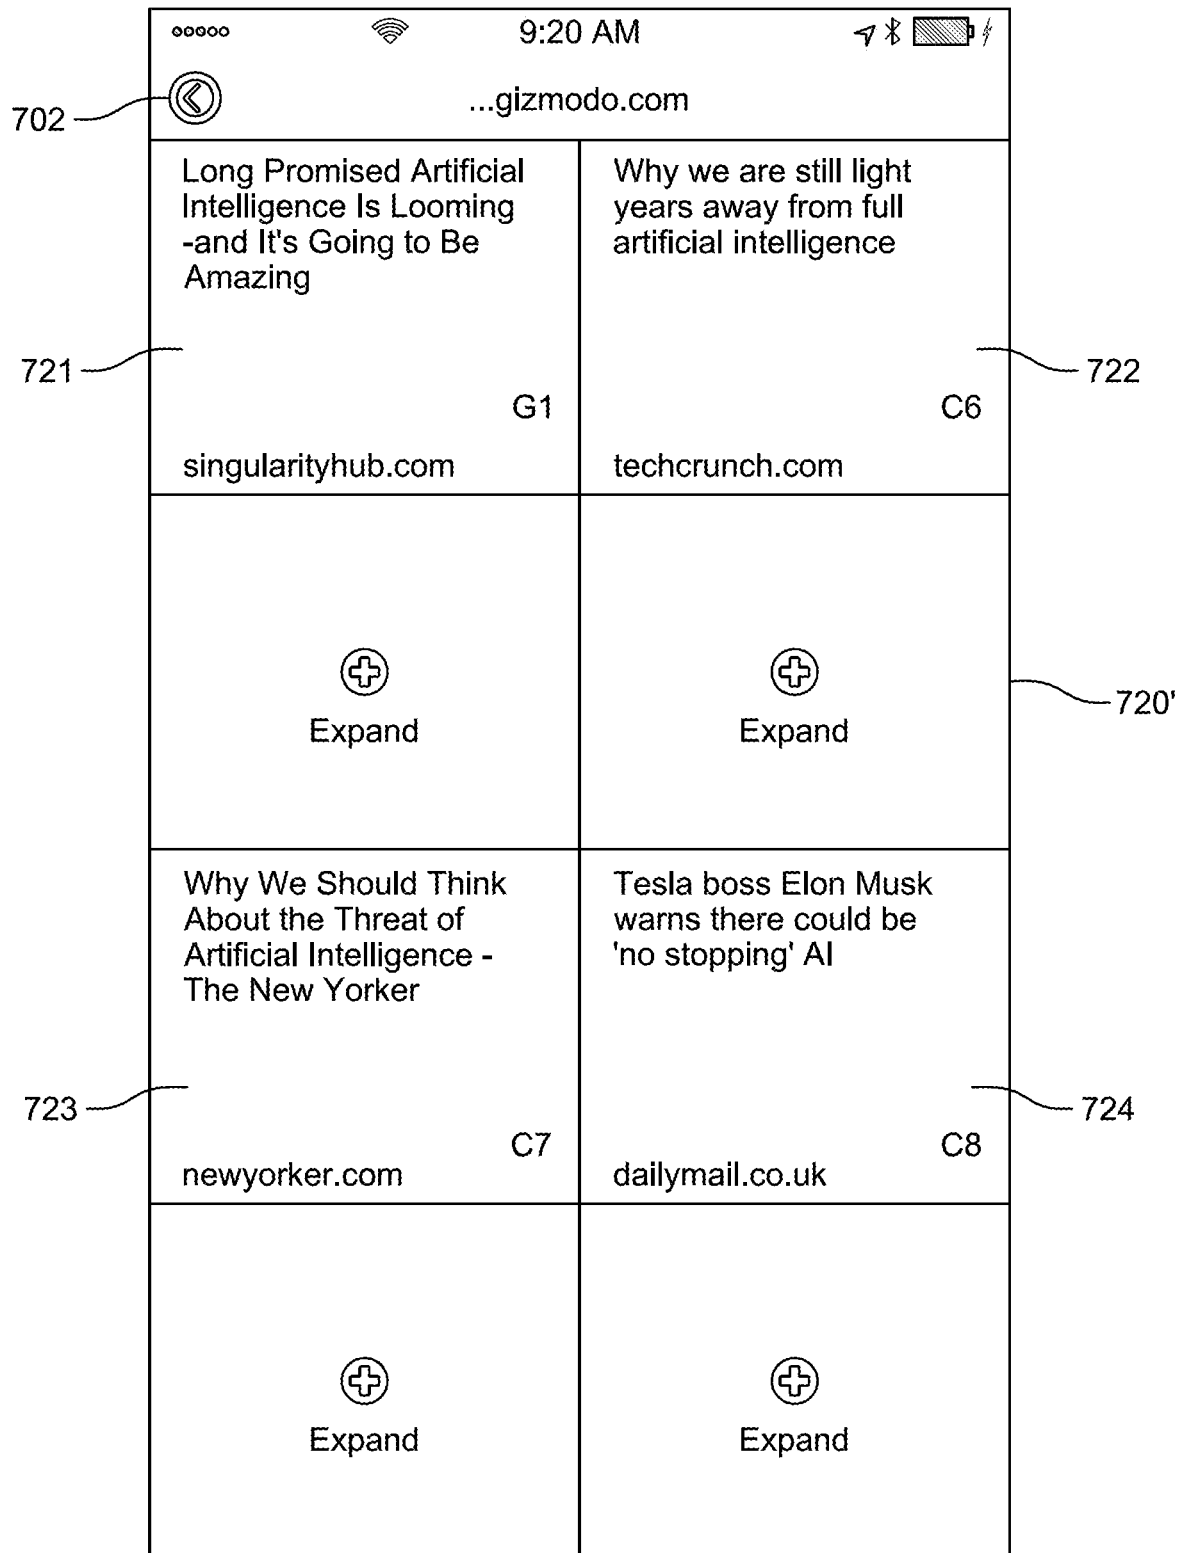 9:20 AM
702
...gizmodo.com
Long Promised Artificial
Intelligence Is Looming
-and It's Going to Be
Amazing
721
G1
singularityhub.com
Why we are still light
years away from full
artificial intelligence
722
C6
techcrunch.com
Expand
Expand
720'
Why We Should Think
About the Threat of
Artificial Intelligence -
The New Yorker
723
C7
newyorker.com
Tesla boss Elon Musk
warns there could be
'no stopping' AI
724
C8
dailymail.co.uk
Expand
Expand